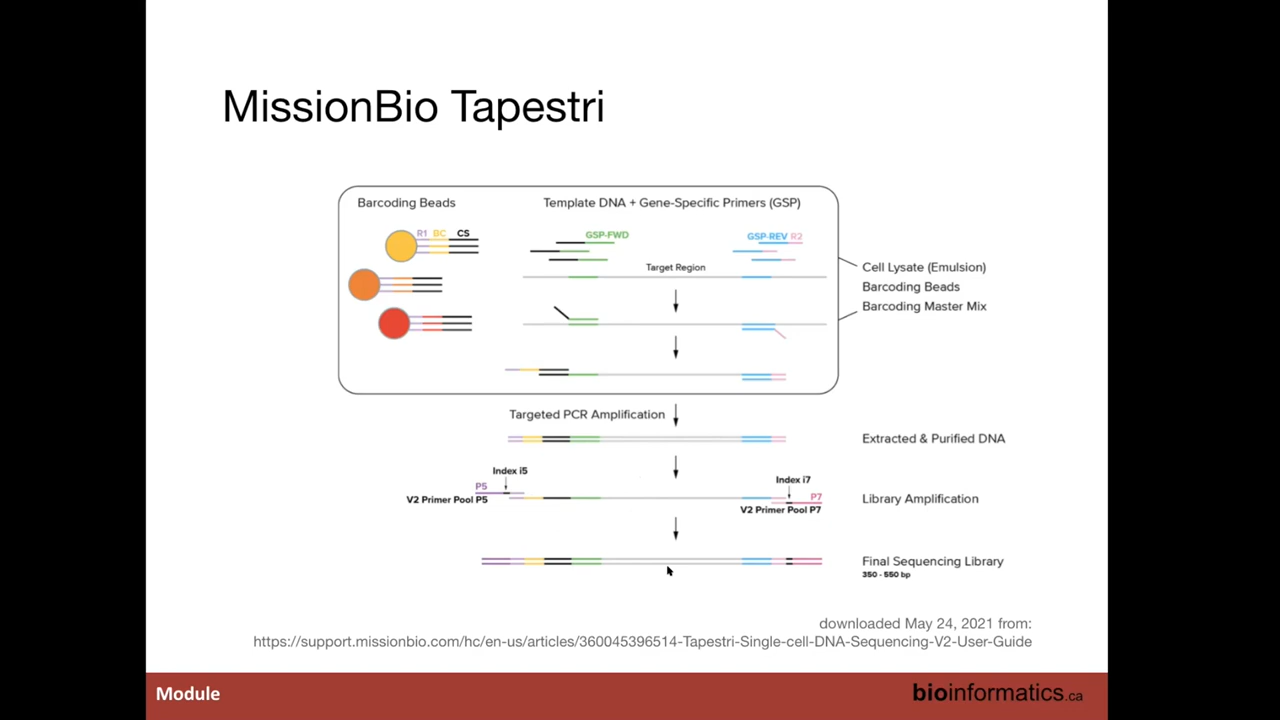 MissionBio Tapestri
Barcoding Beads
Template DNA + Gene-Specific Primers (GSP)
R1 BC CS
GSP-FWD
GSP-REV R2
Target Region
Cell Lysate (Emulsion)
Barcoding Beads
Barcoding Master Mix
Targeted PCR Amplification
Extracted & Purified DNA
Index i5
P5
V2 Primer Pool P5
Index i7
P7
V2 Primer Pool P7
Library Amplification
Final Sequencing Library
350 - 550 bp
downloaded May 24, 2021 from:
https://support.missionbio.com/hc/en-us/articles/360045396514-Tapestri-Single-cell-DNA-Sequencing-V2-User-Guide
Module
bioinformatics.ca